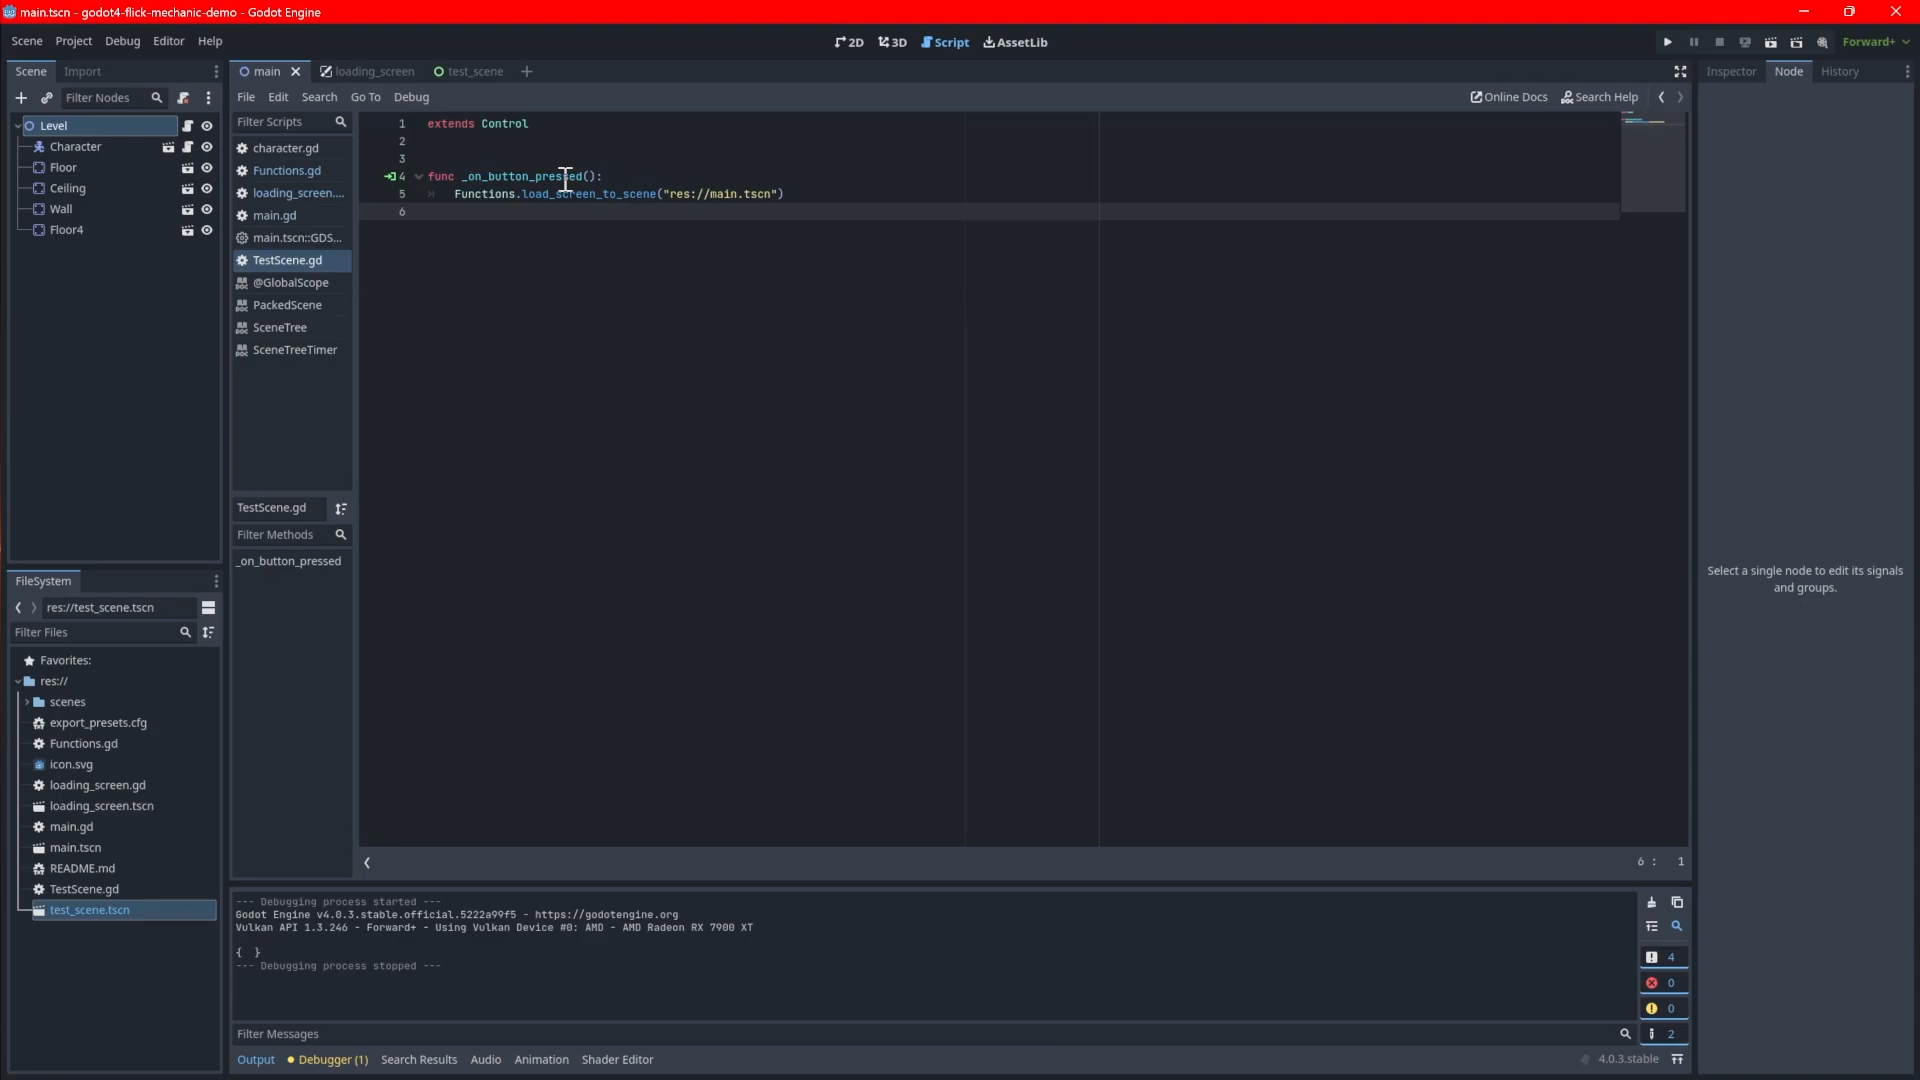 main.tscn - godot4-flick-mechanic-demo - Godot Engine
Scene Project Debug Editor Help
2D 3D Script AssetLib
Forward+
Scene Import
main loading_screen test_scene
Inspector Node History
Filter Nodes
File Edit Search Go To Debug
Online Docs Search Help
Level
Character
Floor
Ceiling
Wall
Floor4
Filter Scripts
character.gd
Functions.gd
loading_screen....
main.gd
main.tscn::GDS...
TestScene.gd
@GlobalScope
PackedScene
SceneTree
SceneTreeTimer
1 extends Control
2
3
4 func _on_button_pressed():
5 Functions.load_screen_to_scene("res://main.tscn")
6
TestScene.gd
Filter Methods
_on_button_pressed
Select a single node to edit its signals
and groups.
FileSystem
res://test_scene.tscn
Filter Files
Favorites:
res://
scenes
export_presets.cfg
Functions.gd
icon.svg
loading_screen.gd
loading_screen.tscn
main.gd
main.tscn
README.md
TestScene.gd
test_scene.tscn
6 : 1
--- Debugging process started ---
Godot Engine v4.0.3.stable.official.5222a99f5 - https://godotengine.org
Vulkan API 1.3.246 - Forward+ - Using Vulkan Device #0: AMD - AMD Radeon RX 7900 XT
{ }
--- Debugging process stopped ---
4
0
0
2
Filter Messages
Output Debugger (1) Search Results Audio Animation Shader Editor
4.0.3.stable